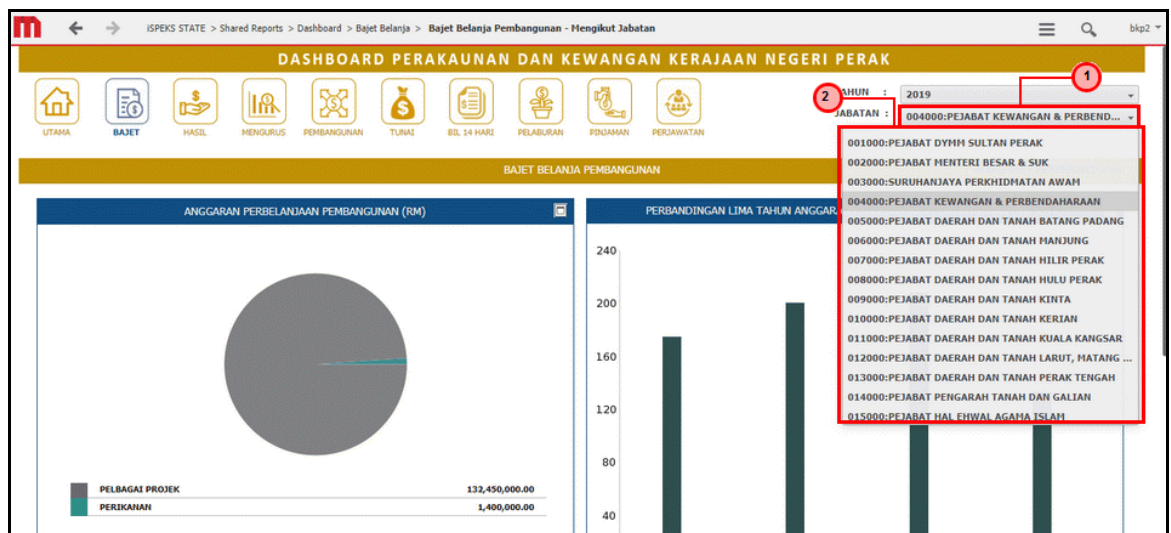 iSPEKS STATE > Shared Reports > Dashboard > Bajet Belanja > Bajet Belanja Pembangunan - Mengikut Jabatan
bkp2
DASHBOARD PERAKAUNAN DAN KEWANGAN KERAJAAN NEGERI PERAK
UTAMA
BAJET
HASIL
MENGURUS
PEMBANGUNAN
TUNAI
BIL 14 HARI
PELABURAN
PINJAMAN
PERJAWATAN
1
2
AHUN : 2019
JABATAN : 004000:PEJABAT KEWANGAN & PERBEND...
001000:PEJABAT DYMM SULTAN PERAK
002000:PEJABAT MENTERI BESAR & SUK
003000:SURUHANJAYA PERKHIDMATAN AWAM
004000:PEJABAT KEWANGAN & PERBENDAHARAAN
005000:PEJABAT DAERAH DAN TANAH BATANG PADANG
006000:PEJABAT DAERAH DAN TANAH MANJUNG
007000:PEJABAT DAERAH DAN TANAH HILIR PERAK
008000:PEJABAT DAERAH DAN TANAH HULU PERAK
009000:PEJABAT DAERAH DAN TANAH KINTA
010000:PEJABAT DAERAH DAN TANAH KERIAN
011000:PEJABAT DAERAH DAN TANAH KUALA KANGSAR
012000:PEJABAT DAERAH DAN TANAH LARUT, MATANG ...
013000:PEJABAT DAERAH DAN TANAH PERAK TENGAH
014000:PEJABAT PENGARAH TANAH DAN GALIAN
015000:PEJABAT HAL EHWAL AGAMA ISLAM
BAJET BELANJA PEMBANGUNAN
ANGGARAN PERBELANJAAN PEMBANGUNAN (RM)
PELBAGAI PROJEK 132,450,000.00
PERIKANAN 1,400,000.00
PERBANDINGAN LIMA TAHUN ANGGAR
240
200
160
120
80
40